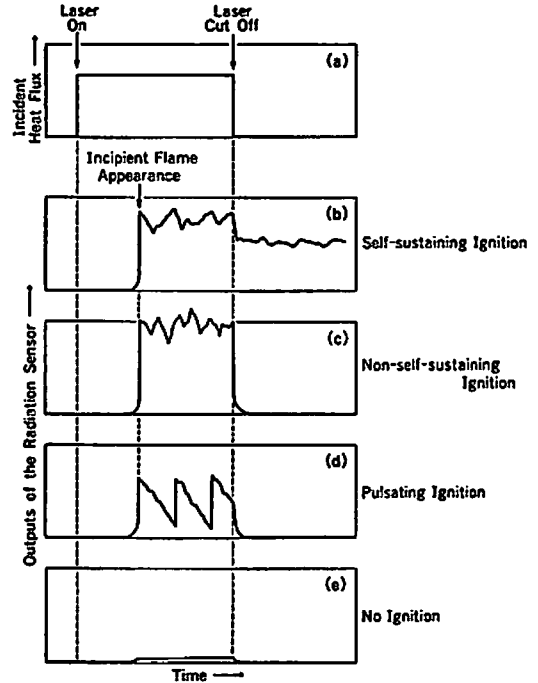 Laser
On
Laser
Cut Off
Incident
Heat Flux
(a)
Incipient Flame
Appearance
(b)
Self-sustaining Ignition
Outputs of the Radiation Sensor
(c)
Non-self-sustaining
Ignition
(d)
Pulsating Ignition
(e)
No Ignition
Time